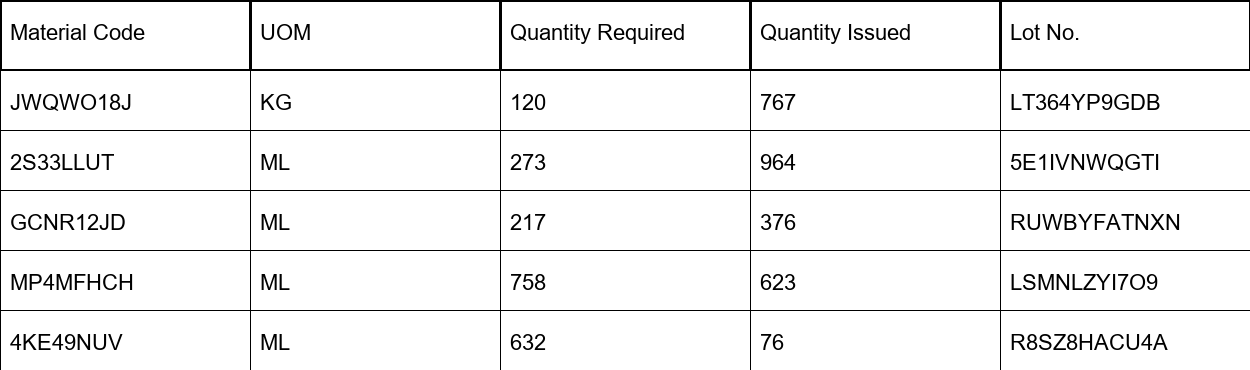 Material Code UOM Quantity Required Quantity Issued Lot No.
JWQWO18J KG 120 767 LT364YP9GDB
2S33LLUT ML 273 964 5E1IVNWQGTI
GCNR12JD ML 217 376 RUWBYFATNXN
MP4MFHCH ML 758 623 LSMNLZYI7O9
4KE49NUV ML 632 76 R8SZ8HACU4A